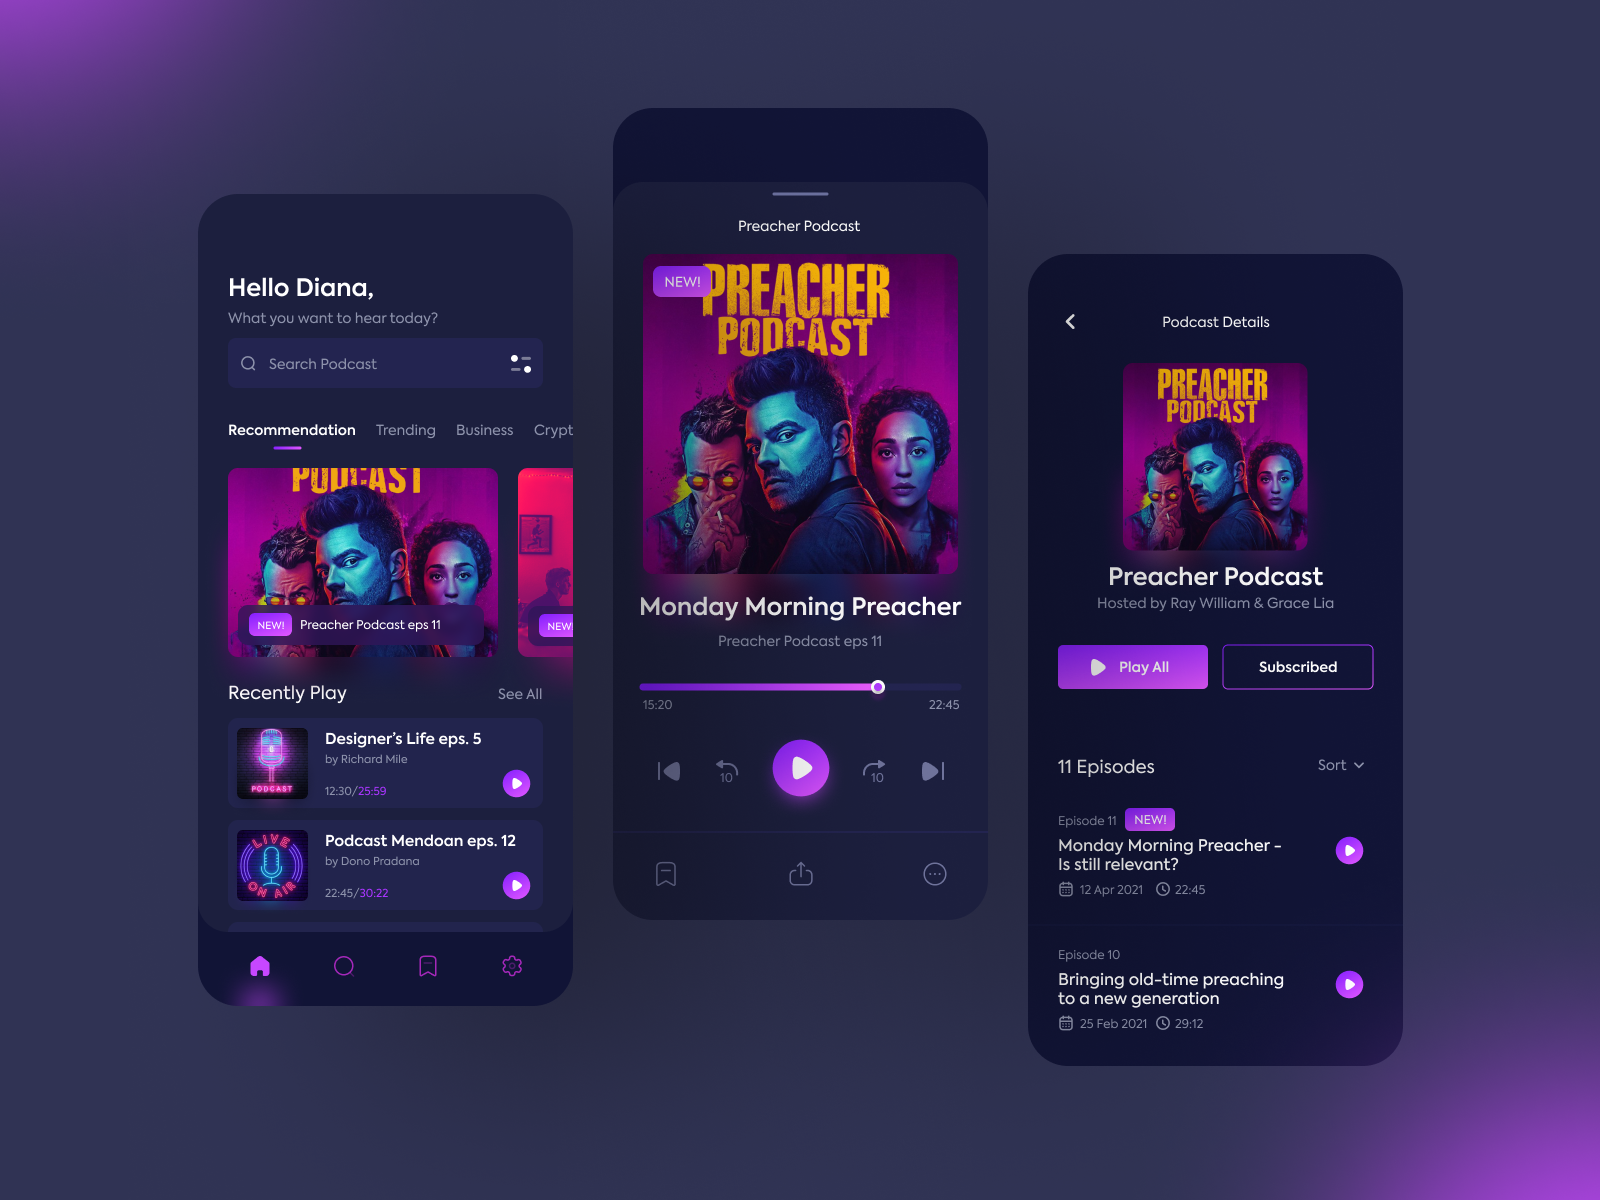 Hello Diana,
What you want to hear today?
Search Podcast
Recommendation Trending Business Crypt
PODCAST
NEW! Preacher Podcast eps 11
NEW!
Recently Play See All
Designer's Life eps. 5
by Richard Mile
12:30/25:59
PODCAST
Podcast Mendoan eps. 12
by Dono Pradana
22:45/30:22
LIVE
ON AIR
Preacher Podcast
NEW!
PREACHER
PODCAST
Monday Morning Preacher
Preacher Podcast eps 11
15:20 22:45
10 10
Podcast Details
PREACHER
PODCAST
Preacher Podcast
Hosted by Ray William & Grace Lia
Play All Subscribed
11 Episodes Sort
Episode 11 NEW!
Monday Morning Preacher -
Is still relevant?
12 Apr 2021 22:45
Episode 10
Bringing old-time preaching
to a new generation
25 Feb 2021 29:12